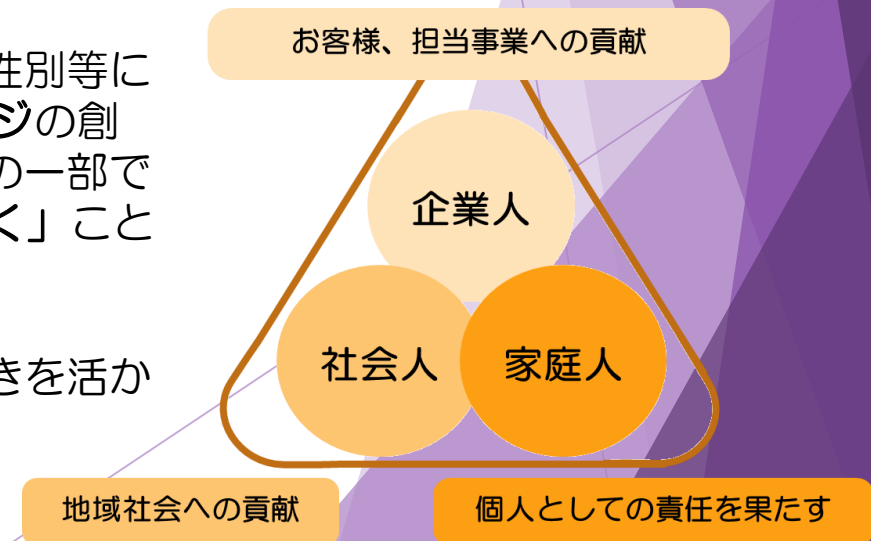 お客様、担当事業への貢献
性別等に
ジの創
の一部で
く」こと
きを活か
企業人
社会人
家庭人
地域社会への貢献
個人としての責任を果たす